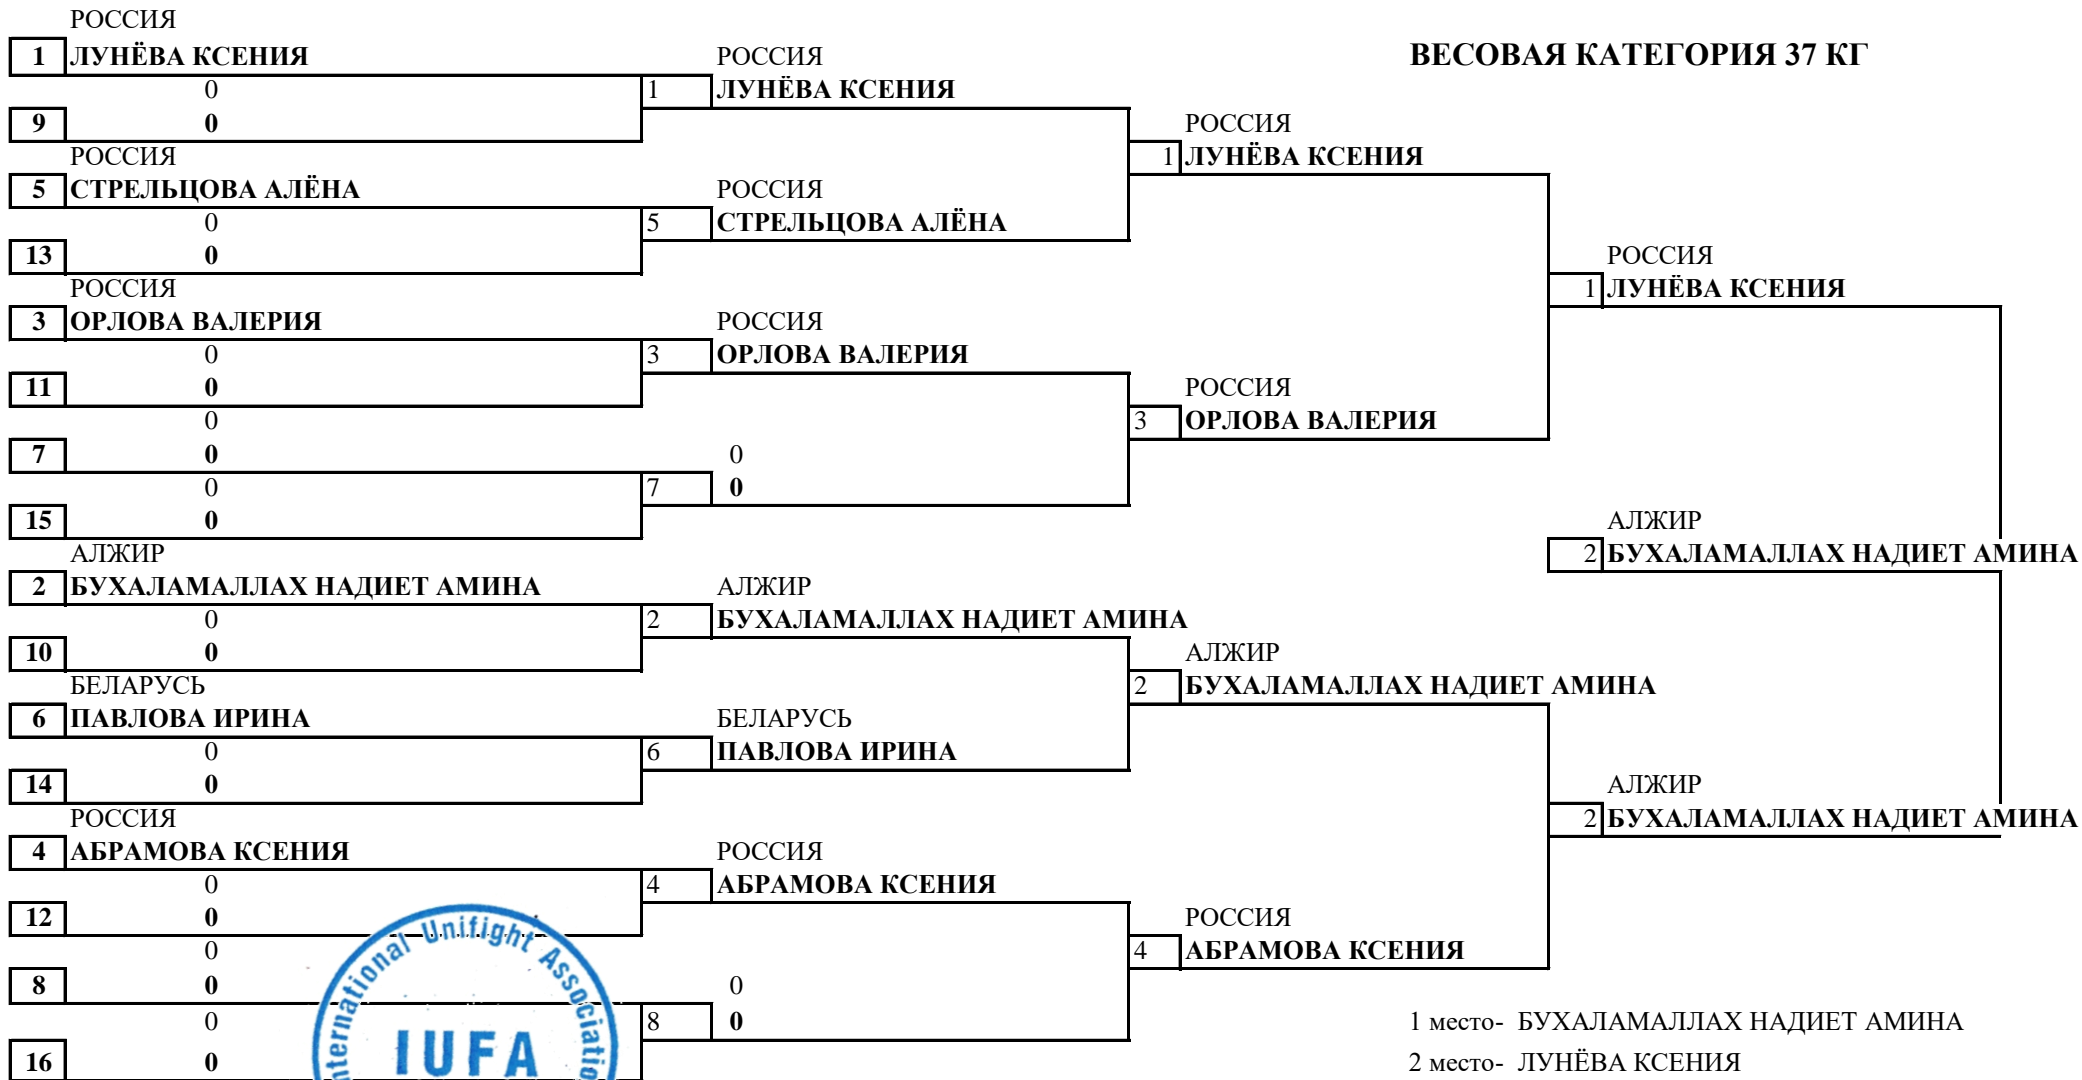 РОССИЯ
1 ЛУНЁВА КСЕНИЯ РОССИЯ ВЕСОВАЯ КАТЕГОРИЯ 37 КГ
0 1 ЛУНЁВА КСЕНИЯ
9 0 РОССИЯ
РОССИЯ 1 ЛУНЁВА КСЕНИЯ
5 СТРЕЛЬЦОВА АЛЁНА РОССИЯ
0 5 СТРЕЛЬЦОВА АЛЁНА
13 0 РОССИЯ
РОССИЯ 1 ЛУНЁВА КСЕНИЯ
3 ОРЛОВА ВАЛЕРИЯ РОССИЯ
0 3 ОРЛОВА ВАЛЕРИЯ
11 0 РОССИЯ
0 3 ОРЛОВА ВАЛЕРИЯ
7 0 0
0 7 0
15 0 АЛЖИР
АЛЖИР 2 БУХАЛАМАЛЛАХ НАДИЕТ АМИНА
2 БУХАЛАМАЛЛАХ НАДИЕТ АМИНА АЛЖИР
0 2 БУХАЛАМАЛЛАХ НАДИЕТ АМИНА
10 0 АЛЖИР
БЕЛАРУСЬ 2 БУХАЛАМАЛЛАХ НАДИЕТ АМИНА
6 ПАВЛОВА ИРИНА БЕЛАРУСЬ
0 6 ПАВЛОВА ИРИНА
14 0 АЛЖИР
РОССИЯ 2 БУХАЛАМАЛЛАХ НАДИЕТ АМИНА
4 АБРАМОВА КСЕНИЯ РОССИЯ
0 4 АБРАМОВА КСЕНИЯ
12 0 РОССИЯ
0 4 АБРАМОВА КСЕНИЯ
8 0 0
0 8 0 1 место- БУХАЛАМАЛЛАХ НАДИЕТ АМИНА
16 0 2 место- ЛУНЁВА КСЕНИЯ
Unifight
IUFA